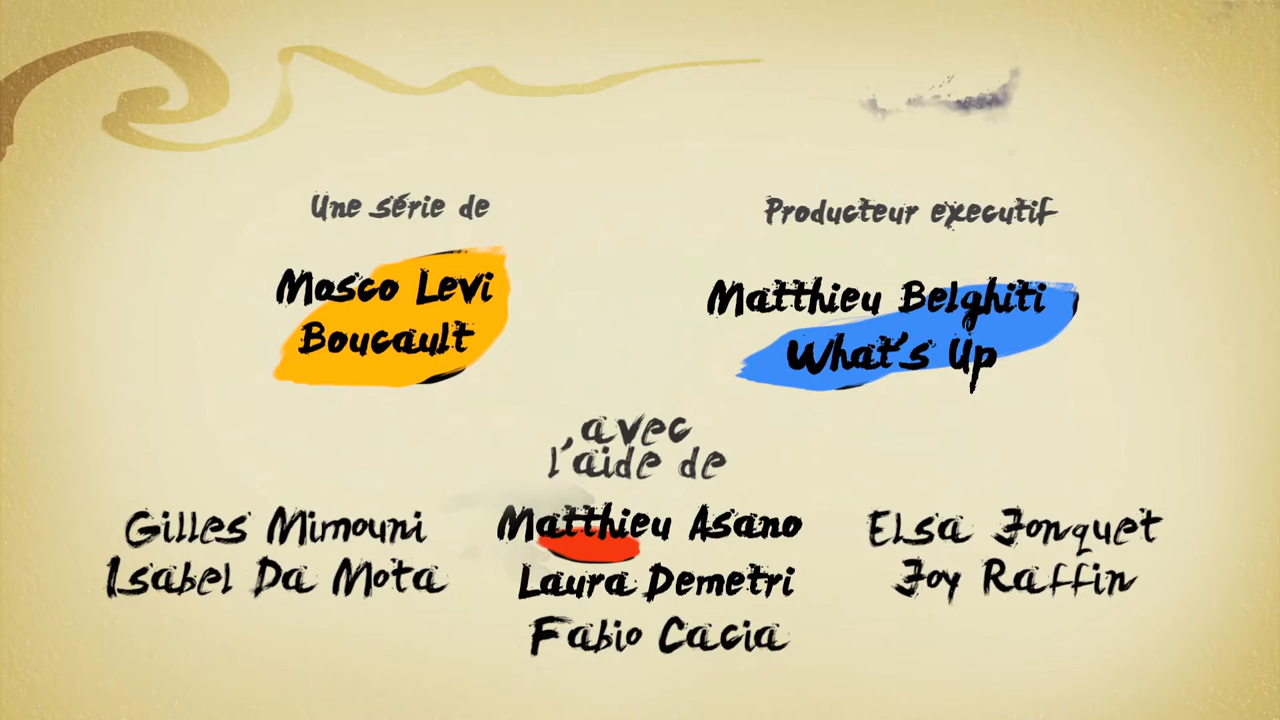 Une série de
Mosco Levi
Boucault
Producteur executif
Matthieu Belghiti
What's Up
avec
l'aide de
Gilles Mimouni
Isabel Da Mota
Matthieu Asano
Laura Demetri
Fabio Cacia
Elsa Jonquet
Joy Raffin